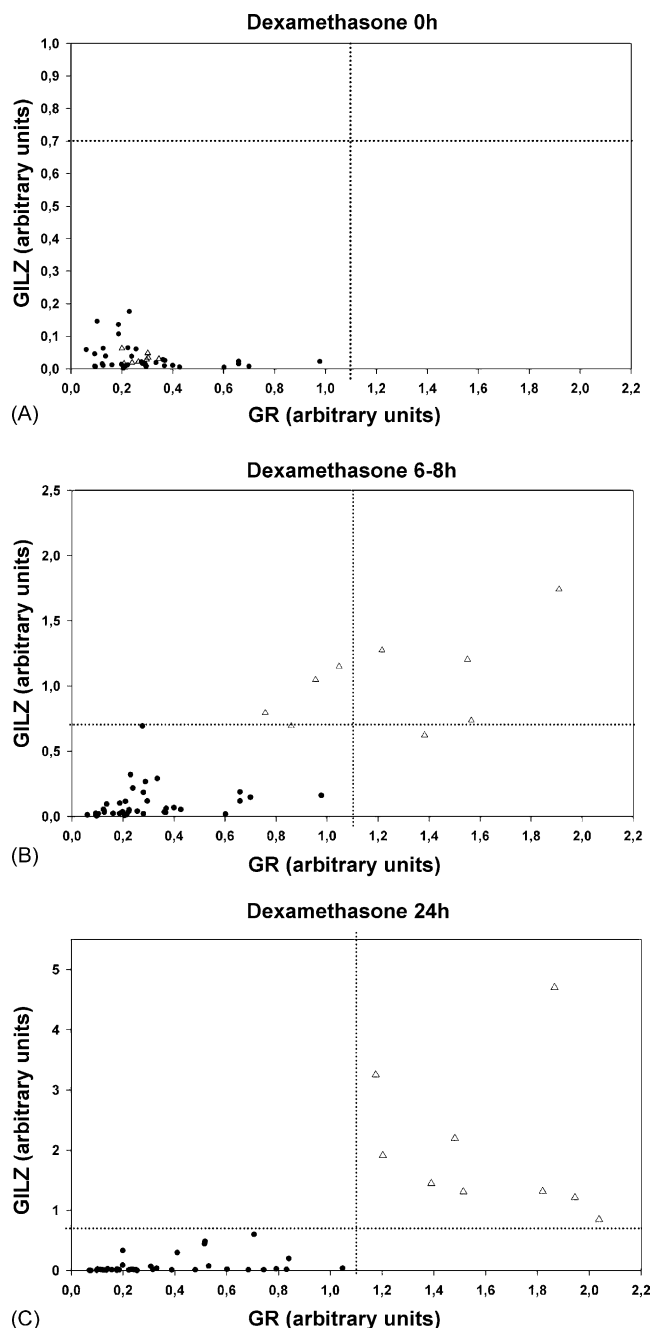 Dexamethasone 0h
1,0
0,9
0,8
0,7
0,6
0,5
0,4
0,3
0,2
0,1
0,0
GILZ (arbitrary units)
0,0 0,2 0,4 0,6 0,8 1,0 1,2 1,4 1,6 1,8 2,0 2,2
(A) GR (arbitrary units)
Dexamethasone 6-8h
2,5
2,0
1,5
1,0
0,5
0,0
GILZ (arbitrary units)
0,0 0,2 0,4 0,6 0,8 1,0 1,2 1,4 1,6 1,8 2,0 2,2
(B) GR (arbitrary units)
Dexamethasone 24h
5
4
3
2
1
0
GILZ (arbitrary units)
0,0 0,2 0,4 0,6 0,8 1,0 1,2 1,4 1,6 1,8 2,0 2,2
(C) GR (arbitrary units)